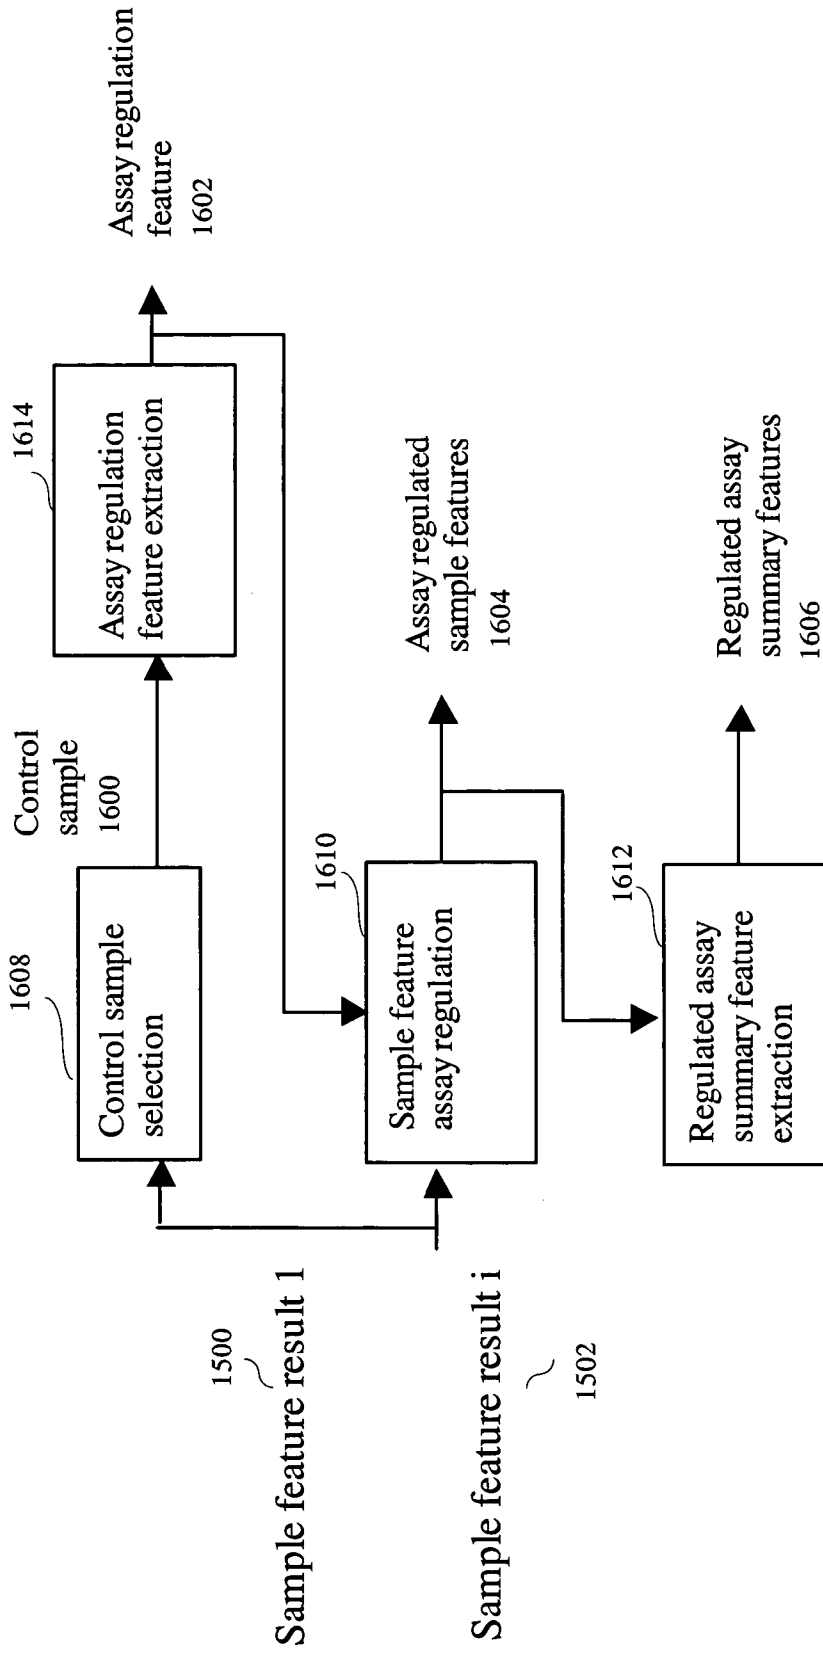 Sample feature result 1
1500
Sample feature result i
1502
1608
Control sample
selection
Control
sample
1600
1614
Assay regulation
feature extraction
Assay regulation
feature
1602
1610
Sample feature
assay regulation
Assay regulated
sample features
1604
1612
Regulated assay
summary feature
extraction
Regulated assay
summary features
1606